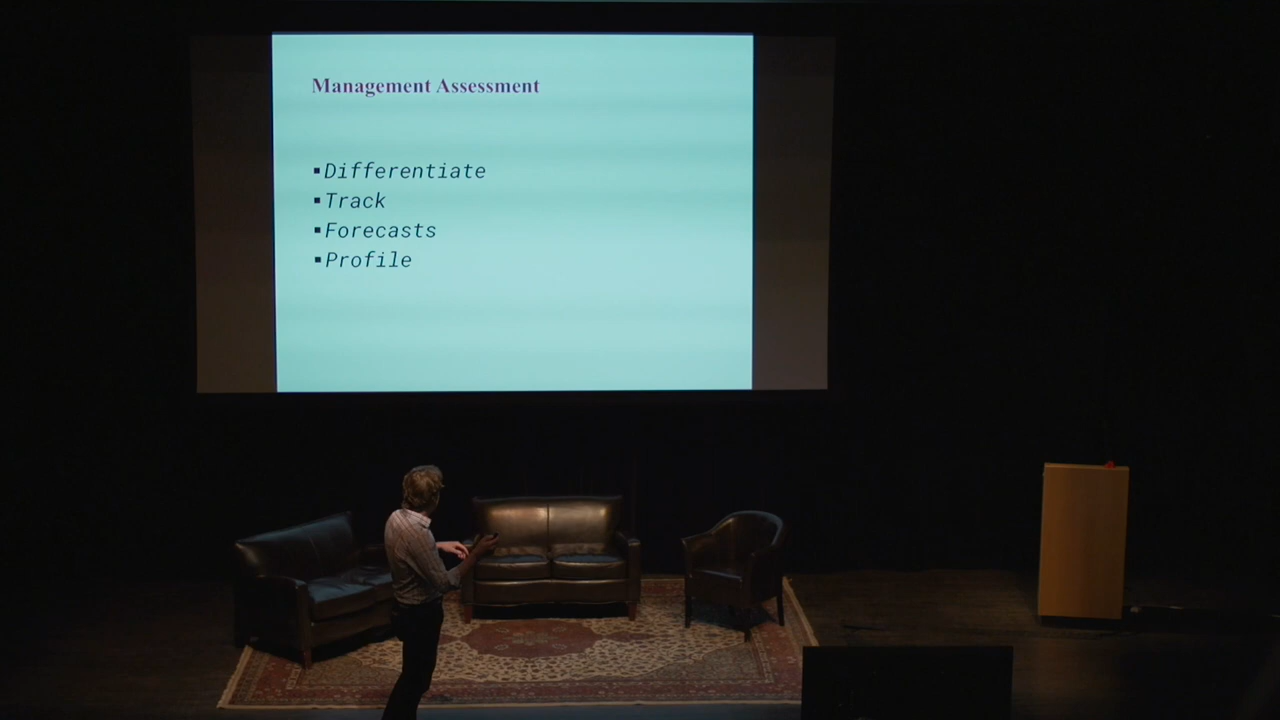 Management Assessment
▪Differentiate
▪Track
▪Forecasts
▪Profile